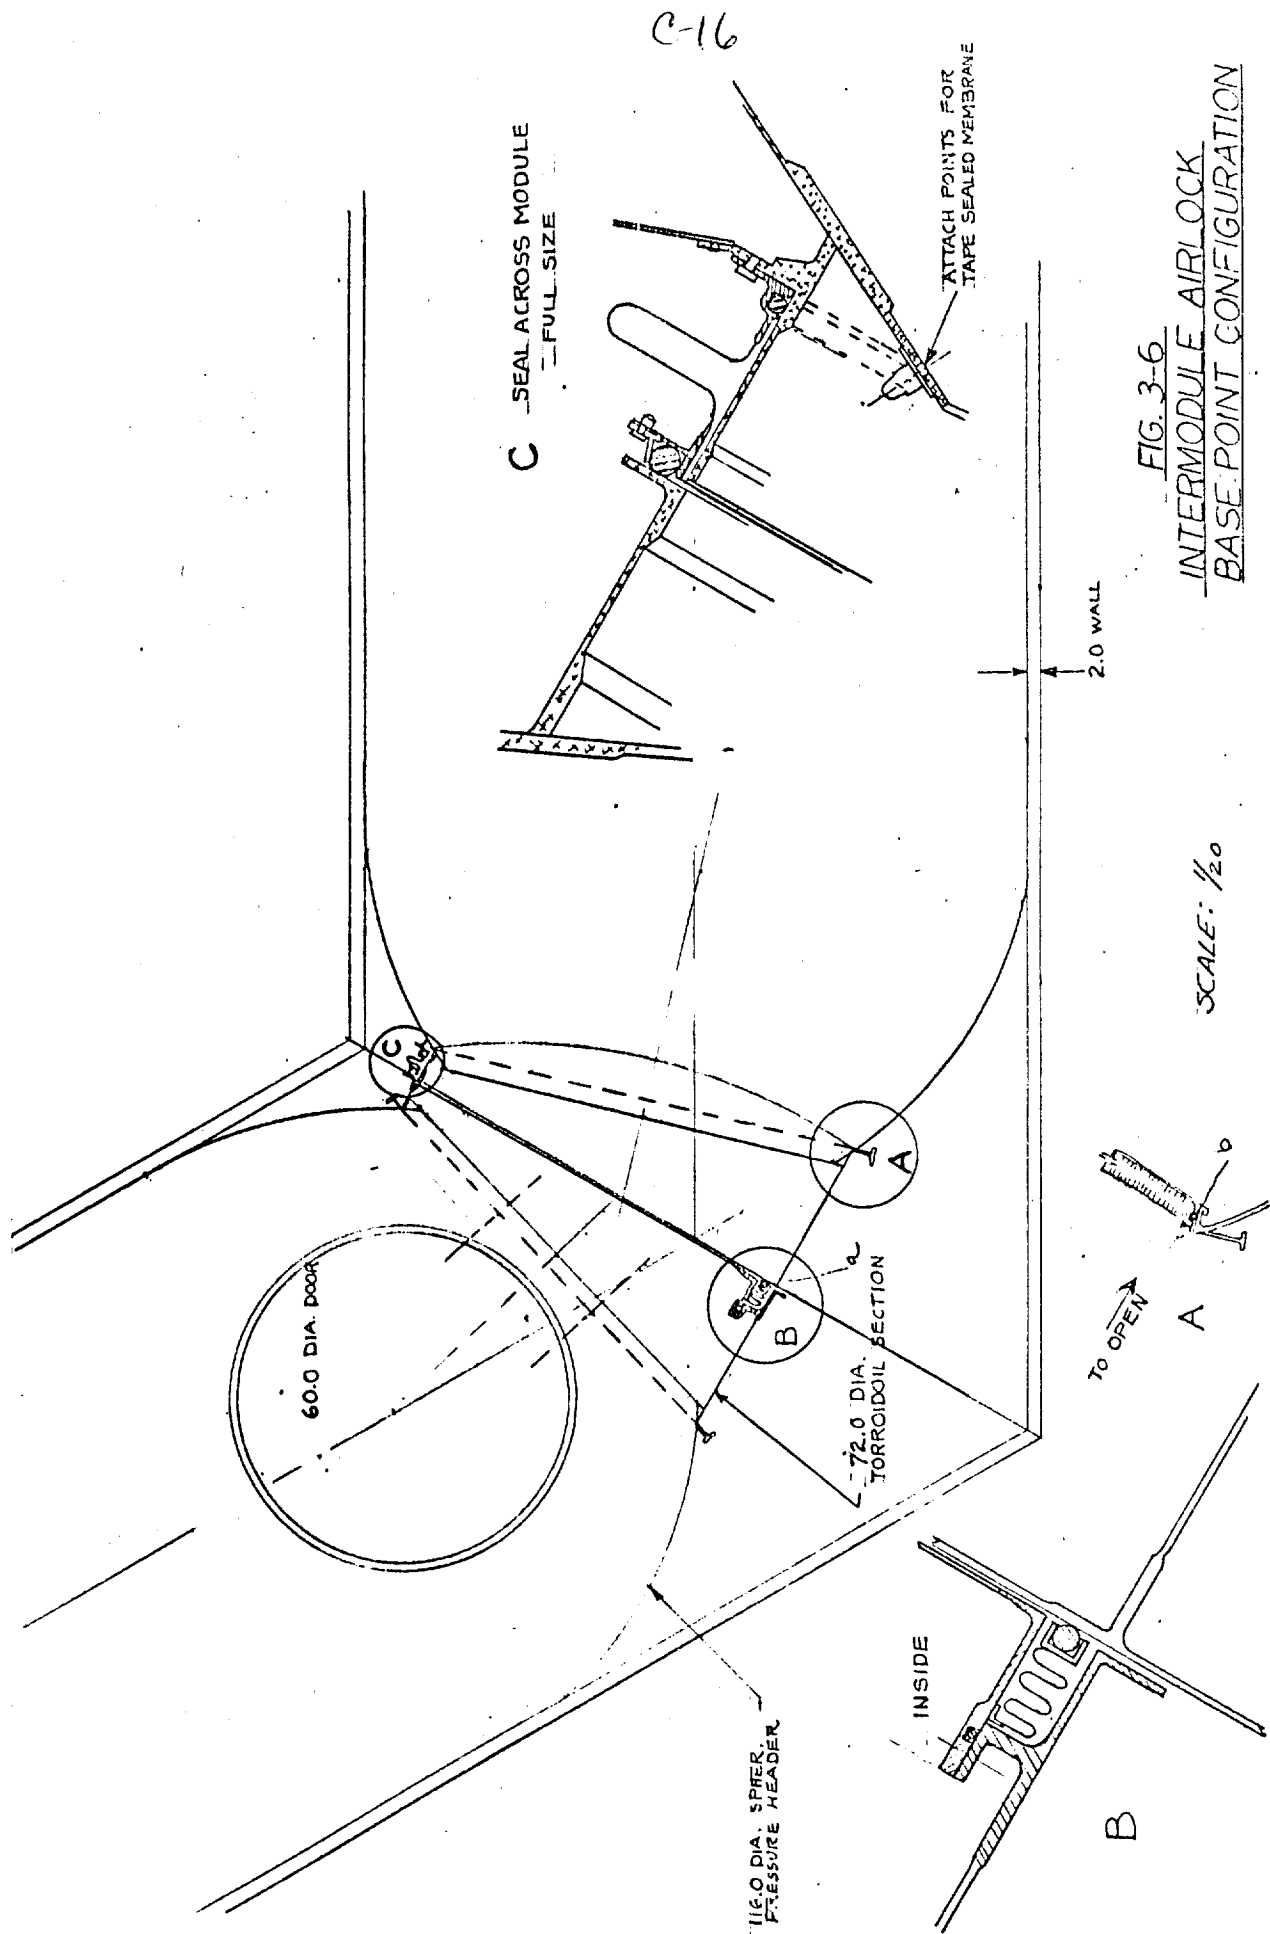 C-16
C SEAL ACROSS MODULE
FULL SIZE
ATTACH POINTS FOR
TAPE SEALED MEMBRANE
FIG. 3-6
INTERMODULE AIRLOCK
BASE POINT CONFIGURATION
2.0 WALL
SCALE: 1/20
C
A
B
a
60.0 DIA. DOOR
72.0 DIA.
TORROIDOIL SECTION
116.0 DIA. SPHER.
PRESSURE HEADER
TO OPEN
A
b
INSIDE
B